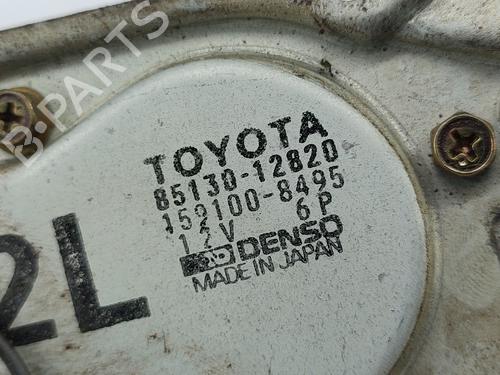 B-PARTS
TOYOTA
85130-12820
159100-8495
12V 6P
DENSO
MADE IN JAPAN
2L